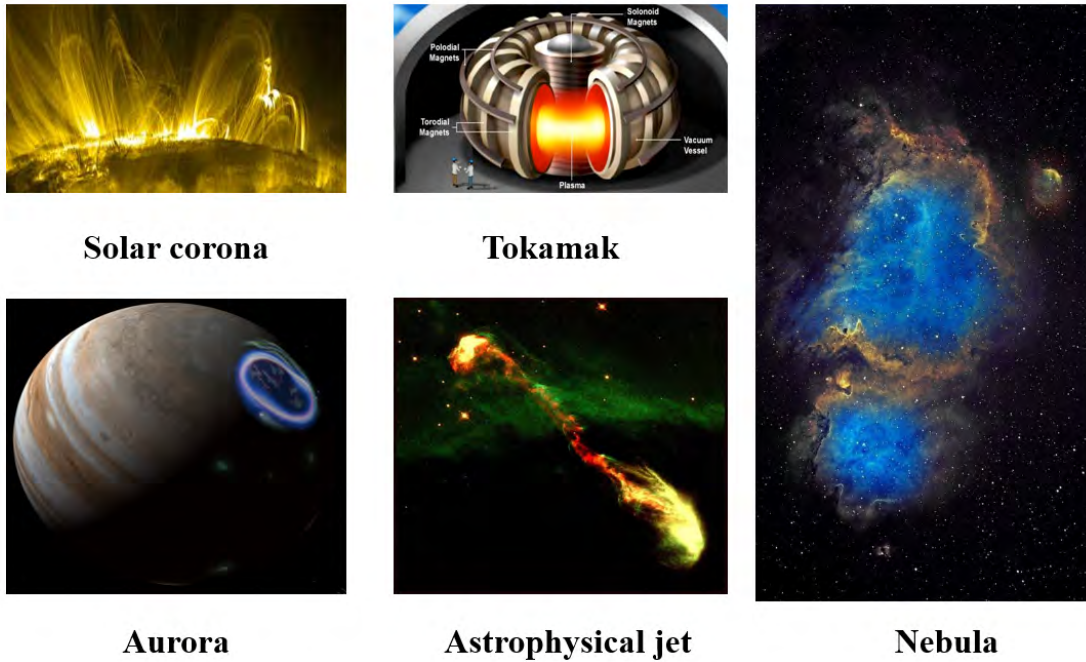 Solonoid
Magnets
Polodial
Magnets
Torodial
Magnets
Vacuum
Vessel
Plasma
Solar corona
Tokamak
Aurora
Astrophysical jet
Nebula